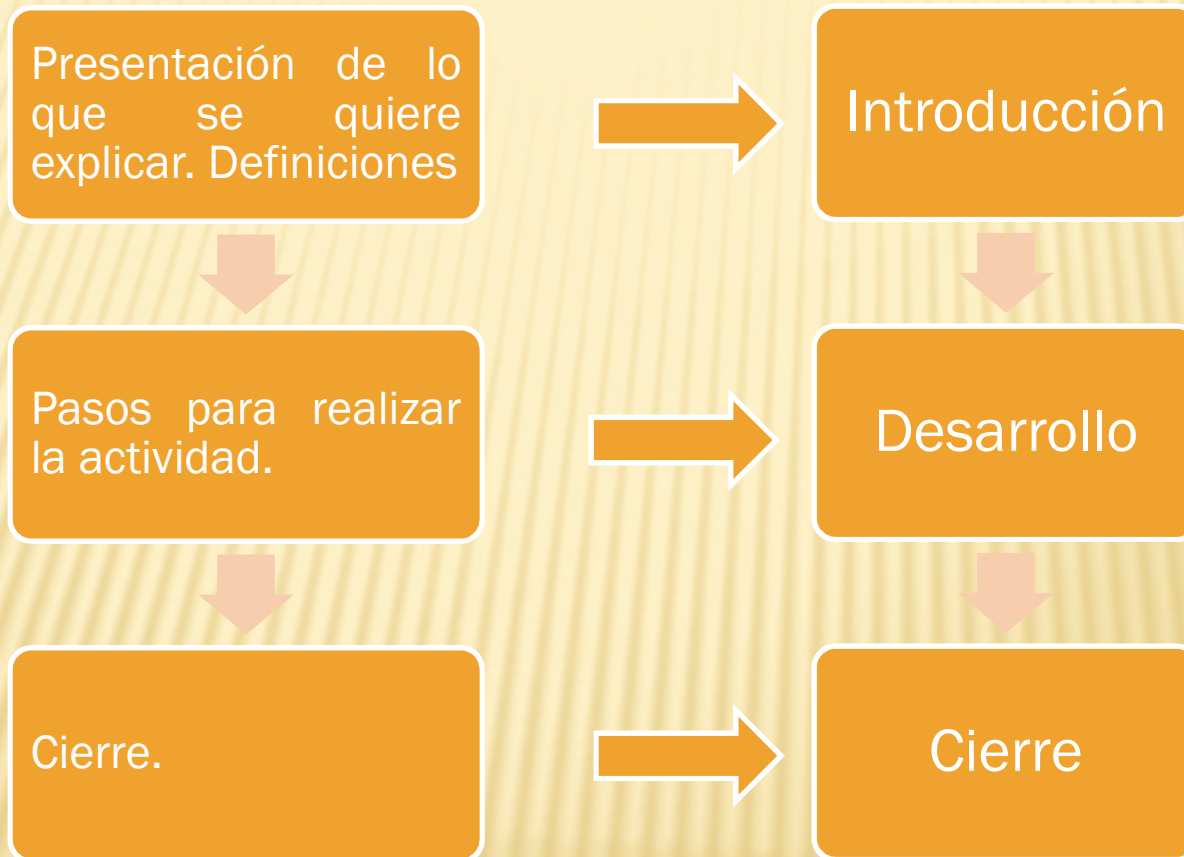 Presentación de lo
que se quiere
explicar. Definiciones
Introducción
Pasos para realizar
la actividad.
Desarrollo
Cierre.
Cierre